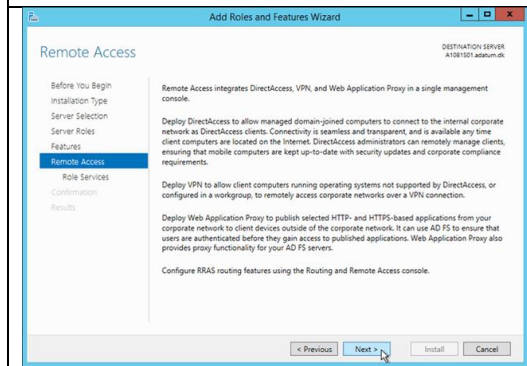 Add Roles and Features Wizard
Remote Access
DESTINATION SERVER
A1081S01.adatum.dk
Before You Begin
Installation Type
Server Selection
Server Roles
Features
Remote Access
Role Services
Confirmation
Results
Remote Access integrates DirectAccess, VPN, and Web Application Proxy in a single management
console.
Deploy DirectAccess to allow managed domain-joined computers to connect to the internal corporate
network as DirectAccess clients. Connectivity is seamless and transparent, and is available any time
client computers are located on the Internet. DirectAccess administrators can remotely manage clients,
ensuring that mobile computers are kept up-to-date with security updates and corporate compliance
requirements.
Deploy VPN to allow client computers running operating systems not supported by DirectAccess, or
configured in a workgroup, to remotely access corporate networks over a VPN connection.
Deploy Web Application Proxy to publish selected HTTP- and HTTPS-based applications from your
corporate network to client devices outside of the corporate network. It can use AD FS to ensure that
users are authenticated before they gain access to published applications. Web Application Proxy also
provides proxy functionality for your AD FS servers.
Configure RRAS routing features using the Routing and Remote Access console.
< Previous Next > Install Cancel